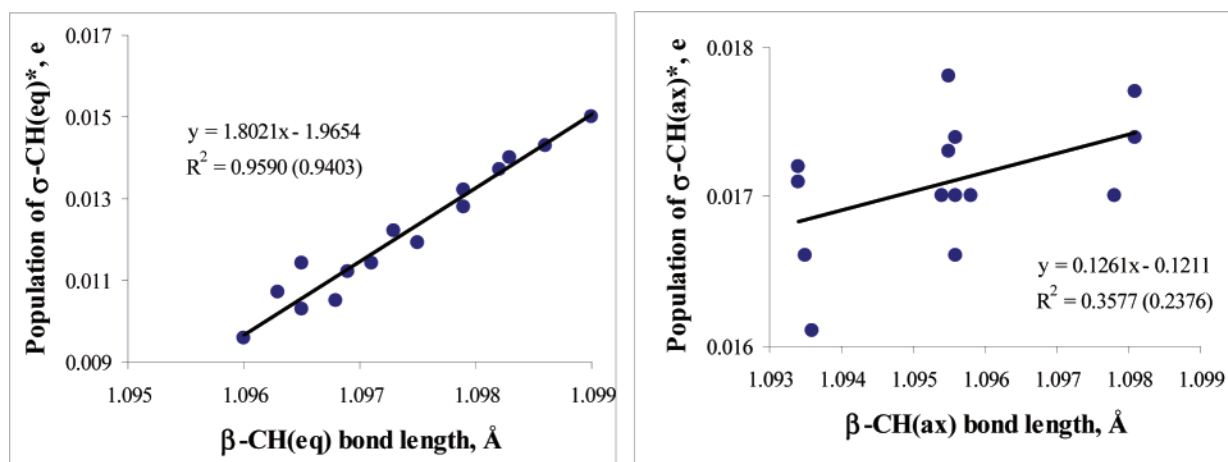 Population of σ-CH(eq)*, e
0.017
0.015
0.013
0.011
0.009
y = 1.8021x - 1.9654
R² = 0.9590 (0.9403)
1.095 1.096 1.097 1.098 1.099
β-CH(eq) bond length, Å
Population of σ-CH(ax)*, e
0.018
0.017
0.016
y = 0.1261x - 0.1211
R² = 0.3577 (0.2376)
1.093 1.094 1.095 1.096 1.097 1.098 1.099
β-CH(ax) bond length, Å